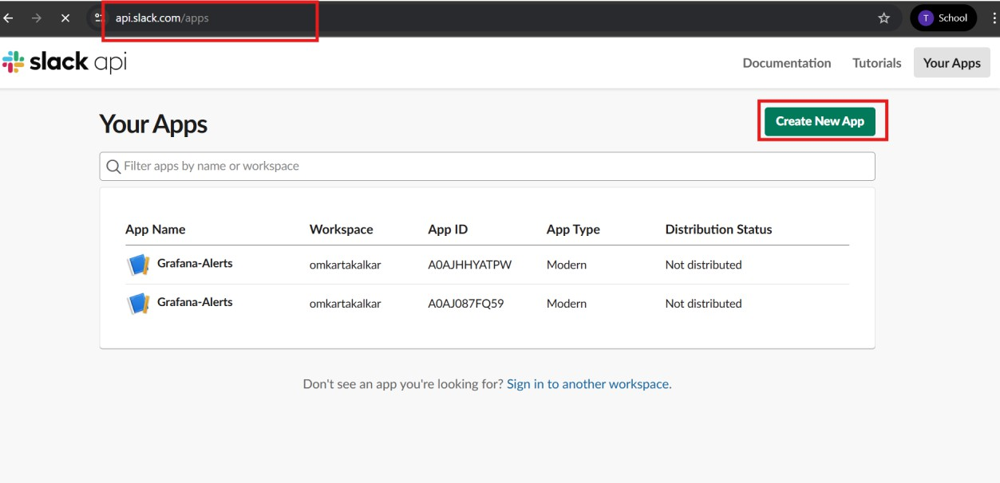 api.slack.com/apps
T School
slack api
Documentation Tutorials Your Apps
Your Apps
Create New App
Filter apps by name or workspace
App Name Workspace App ID App Type Distribution Status
Grafana-Alerts omkartakalkar A0AJHHYATPW Modern Not distributed
Grafana-Alerts omkartakalkar A0AJ087FQ59 Modern Not distributed
Don't see an app you're looking for? Sign in to another workspace.